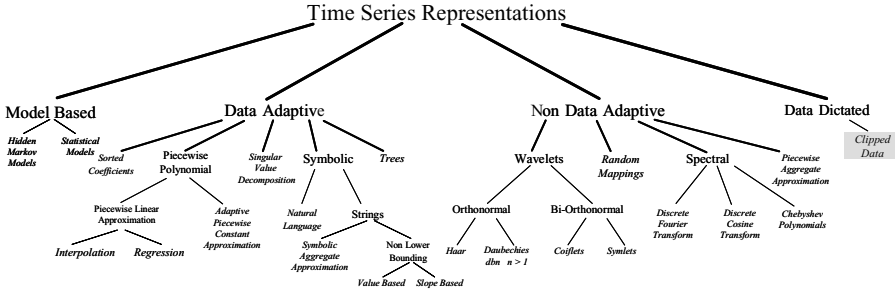 Time Series Representations
Model Based
Data Adaptive
Non Data Adaptive
Data Dictated
Hidden
Markov
Models
Statistical
Models
Sorted
Coefficients
Piecewise
Polynomial
Singular
Value
Decomposition
Symbolic
Trees
Wavelets
Random
Mappings
Spectral
Piecewise
Aggregate
Approximation
Clipped
Data
Piecewise Linear
Approximation
Adaptive
Piecewise
Constant
Approximation
Natural
Language
Strings
Orthonormal
Bi-Orthonormal
Discrete
Fourier
Transform
Discrete
Cosine
Transform
Chebyshev
Polynomials
Interpolation
Regression
Symbolic
Aggregate
Approximation
Non Lower
Bounding
Haar
Daubechies
dbn n > 1
Coiflets
Symlets
Value Based
Slope Based